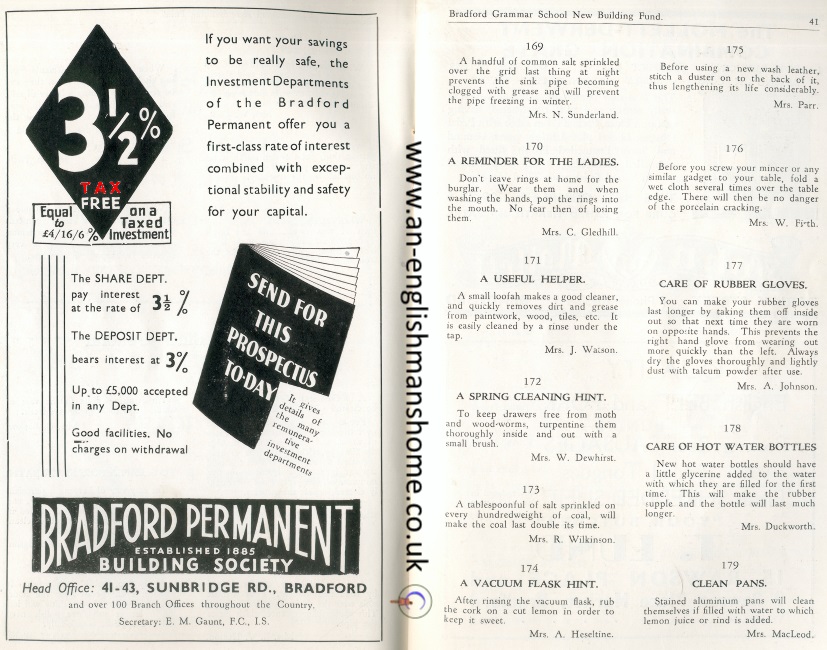 3½%
TAX
FREE
Equal
to
£4/16/6%
on a
Taxed
Investment
If you want your savings
to be really safe, the
Investment Departments
of the Bradford
Permanent offer you a
first-class rate of interest
combined with excep-
tional stability and safety
for your capital.
The SHARE DEPT.
pay interest
at the rate of 3½%
The DEPOSIT DEPT.
bears interest at 3%
Up to £5,000 accepted
in any Dept.
Good facilities. No
charges on withdrawal
SEND FOR
THIS
PROSPECTUS
TO-DAY
It gives
details of
the many
remunera-
tive
investment
departments
BRADFORD PERMANENT
ESTABLISHED 1885
BUILDING SOCIETY
Head Office: 41-43, SUNBRIDGE RD., BRADFORD
and over 100 Branch Offices throughout the Country.
Secretary: E. M. Gaunt, F.C., I.S.
www.an-englishmanshome.co.uk
Bradford Grammar School New Building Fund. 41
169
A handful of common salt sprinkled
over the grid last thing at night
prevents the sink pipe becoming
clogged with grease and will prevent
the pipe freezing in winter.
Mrs. N. Sunderland.
170
A REMINDER FOR THE LADIES.
Don't leave rings at home for the
burglar. Wear them and when
washing the hands, pop the rings into
the mouth. No fear then of losing
them.
Mrs. C. Gledhill.
171
A USEFUL HELPER.
A small loofah makes a good cleaner,
and quickly removes dirt and grease
from paintwork, wood, tiles, etc. It
is easily cleaned by a rinse under the
tap.
Mrs. J. Watson.
172
A SPRING CLEANING HINT.
To keep drawers free from moth
and wood-worms, turpentine them
thoroughly inside and out with a
small brush.
Mrs. W. Dewhirst.
173
A tablespoonful of salt sprinkled on
every hundredweight of coal, will
make the coal last double its time.
Mrs. R. Wilkinson.
174
A VACUUM FLASK HINT.
After rinsing the vacuum flask, rub
the cork on a cut lemon in order to
keep it sweet.
Mrs. A. Heseltine.
175
Before using a new wash leather,
stitch a duster on to the back of it,
thus lengthening its life considerably.
Mrs. Parr.
176
Before you screw your mincer or any
similar gadget to your table, fold a
wet cloth several times over the table
edge. There will then be no danger
of the porcelain cracking.
Mrs. W. Firth.
177
CARE OF RUBBER GLOVES.
You can make your rubber gloves
last longer by taking them off inside
out so that next time they are worn
on opposite hands. This prevents the
right hand glove from wearing out
more quickly than the left. Always
dry the gloves thoroughly and lightly
dust with talcum powder after use.
Mrs. A. Johnson.
178
CARE OF HOT WATER BOTTLES
New hot water bottles should have
a little glycerine added to the water
with which they are filled for the first
time. This will make the rubber
supple and the bottle will last much
longer.
Mrs. Duckworth.
179
CLEAN PANS.
Stained aluminium pans will clean
themselves if filled with water to which
lemon juice or rind is added.
Mrs. MacLeod.